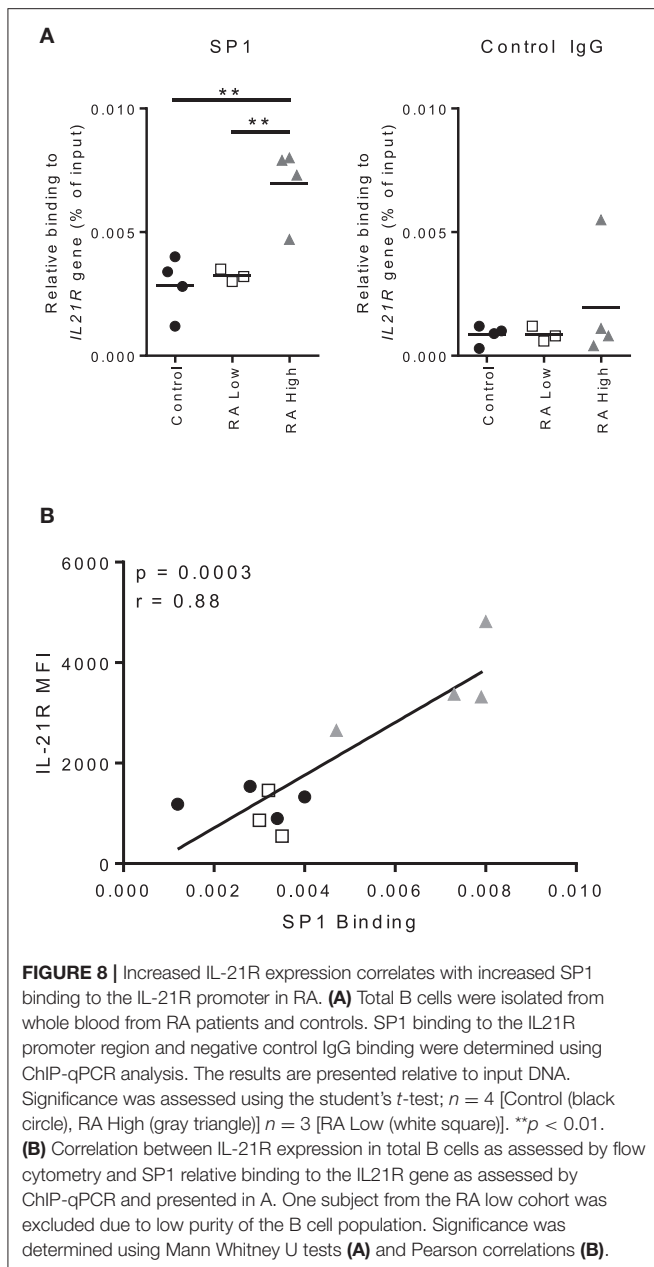 A
SP1
Control IgG
**
**
Relative binding to
IL21R gene (% of input)
0.010
0.005
0.000
Control
RA Low
RA High
Relative binding to
IL21R gene (% of input)
0.010
0.005
0.000
Control
RA Low
RA High
B
p = 0.0003
r = 0.88
IL-21R MFI
6000
4000
2000
0
0.000 0.002 0.004 0.006 0.008 0.010
SP1 Binding
FIGURE 8 | Increased IL-21R expression correlates with increased SP1
binding to the IL-21R promoter in RA. (A) Total B cells were isolated from
whole blood from RA patients and controls. SP1 binding to the IL21R
promoter region and negative control IgG binding were determined using
ChIP-qPCR analysis. The results are presented relative to input DNA.
Significance was assessed using the student's t-test; n = 4 [Control (black
circle), RA High (gray triangle)] n = 3 [RA Low (white square)]. **p < 0.01.
(B) Correlation between IL-21R expression in total B cells as assessed by flow
cytometry and SP1 relative binding to the IL21R gene as assessed by
ChIP-qPCR and presented in A. One subject from the RA low cohort was
excluded due to low purity of the B cell population. Significance was
determined using Mann Whitney U tests (A) and Pearson correlations (B).